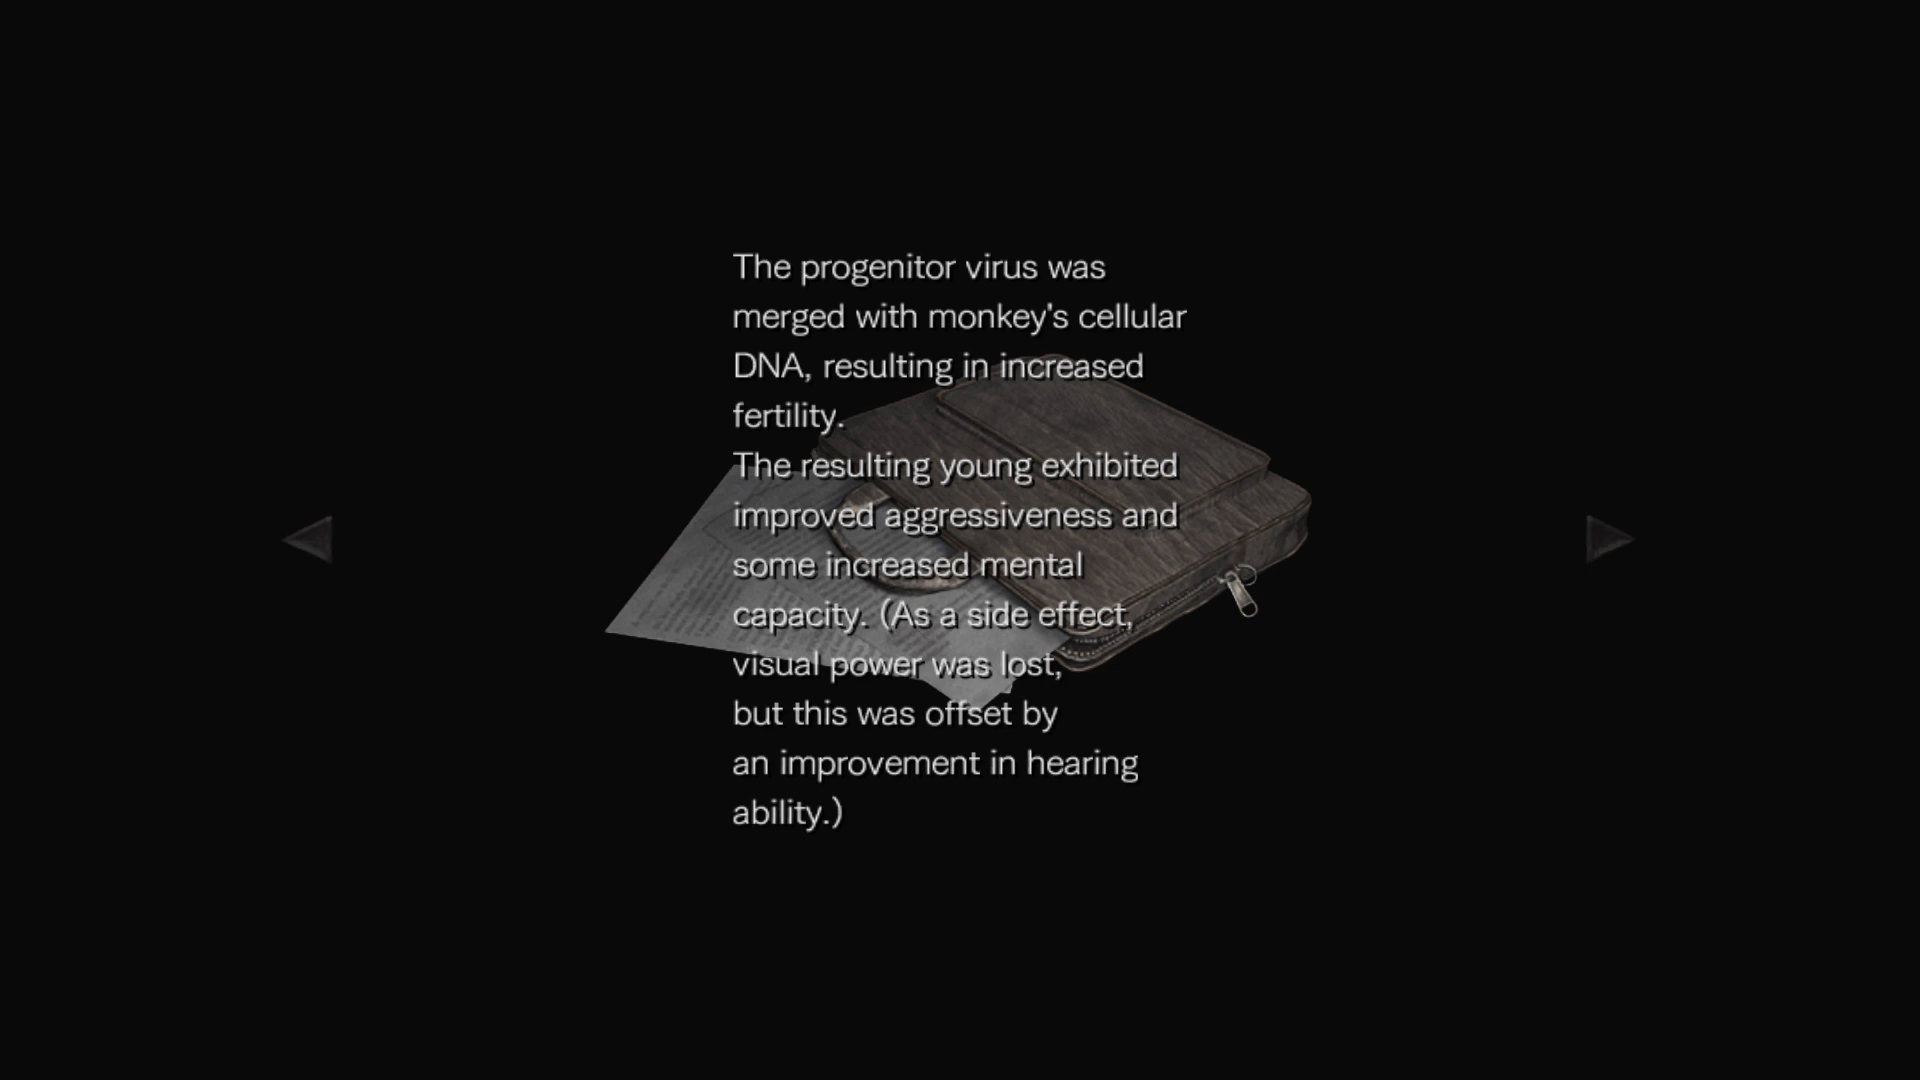 The progenitor virus was
merged with monkey's cellular
DNA, resulting in increased
fertility.
The resulting young exhibited
improved aggressiveness and
some increased mental
capacity. (As a side effect,
visual power was lost,
but this was offset by
an improvement in hearing
ability.)